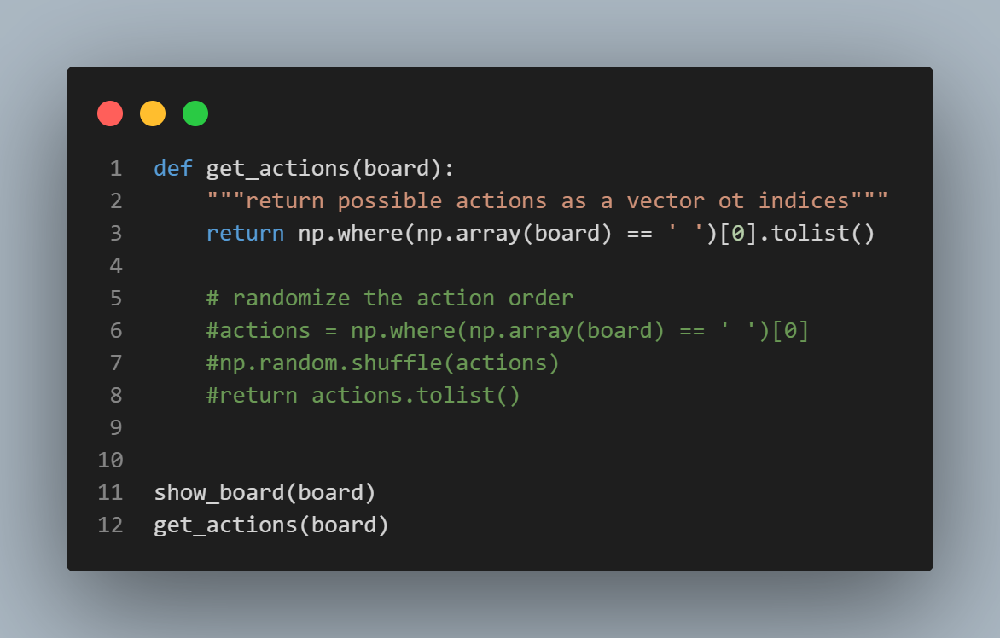 1 def get_actions(board):
2     """return possible actions as a vector ot indices"""
3     return np.where(np.array(board) == ' ')[0].tolist()
4
5     # randomize the action order
6     #actions = np.where(np.array(board) == ' ')[0]
7     #np.random.shuffle(actions)
8     #return actions.tolist()
9
10
11 show_board(board)
12 get_actions(board)